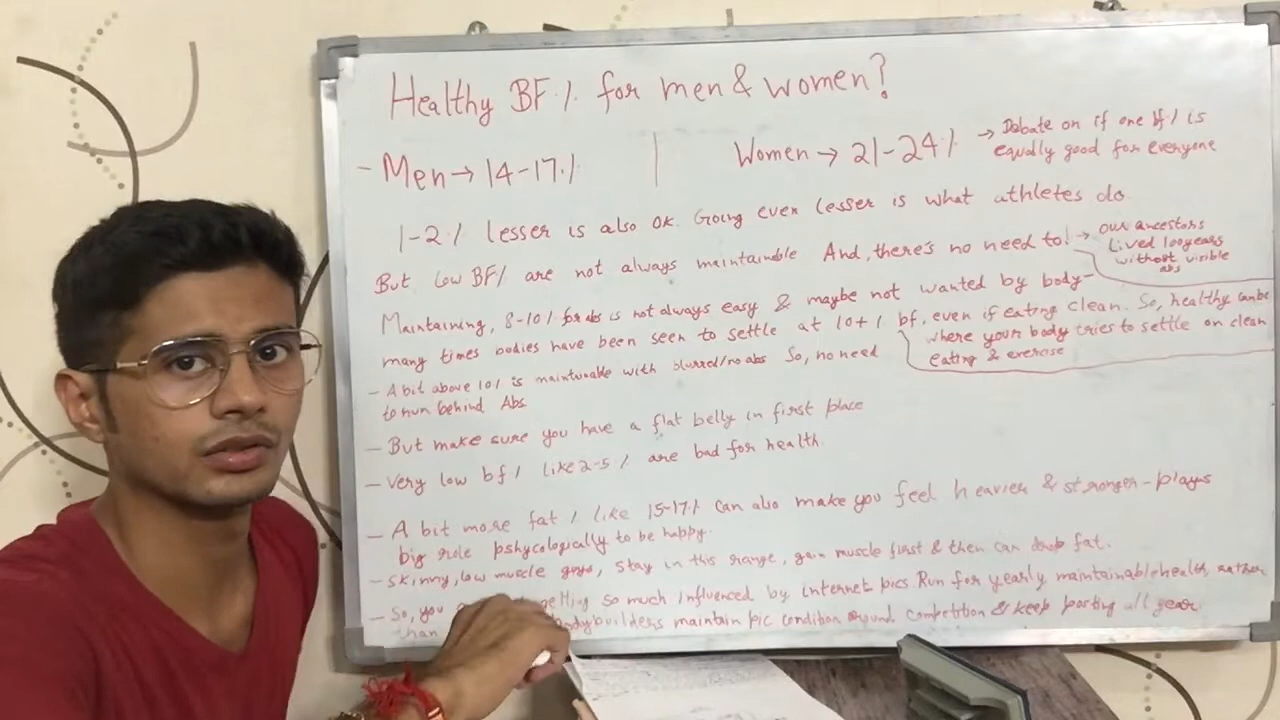 Healthy BF% for men & women?
- Men → 14-17% | Women → 21-24% → Debate on if one bf% is
equally good for everyone
1-2% lesser is also ok. Going even lesser is what athletes do
But low BF% are not always maintainable And, there's no need to! → our ancestors
lived 100 years
without visible
abs
Maintaining, 8-10% for abs is not always easy & maybe not wanted by body -
many times bodies have been seen to settle at 10+% bf, even if eating clean. So, healthy can be
where your body tries to settle on clean
eating & exercise
- A bit above 10% is maintainable with blurred/no abs So, no need
to run behind Abs
- But make sure you have a flat belly in first place
- Very low bf% like 2-5% are bad for health
- A bit more fat% like 15-17% can also make you feel heavier & stronger - plays
big role pshycologically to be happy.
- Skinny, low muscle guys, stay in this range, gain muscle first & then can drop fat.
- So, you getting so much influenced by internet pics Run for yearly maintainable health, rather
than bodybuilders maintain pic condition around competition & keep posting all year